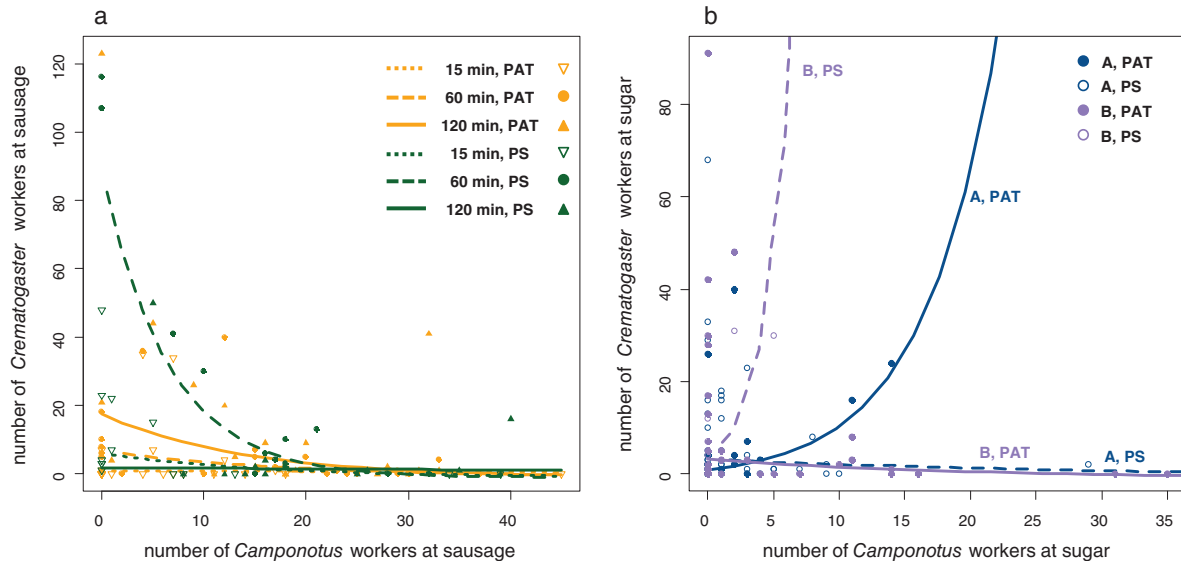 a
number of Crematogaster workers at sausage
120
100
80
60
40
20
0
15 min, PAT
60 min, PAT
120 min, PAT
15 min, PS
60 min, PS
120 min, PS
0 10 20 30 40
number of Camponotus workers at sausage
b
number of Crematogaster workers at sugar
80
60
40
20
0
B, PS
A, PAT
A, PS
B, PAT
B, PS
A, PAT
B, PAT
A, PS
0 5 10 15 20 25 30 35
number of Camponotus workers at sugar